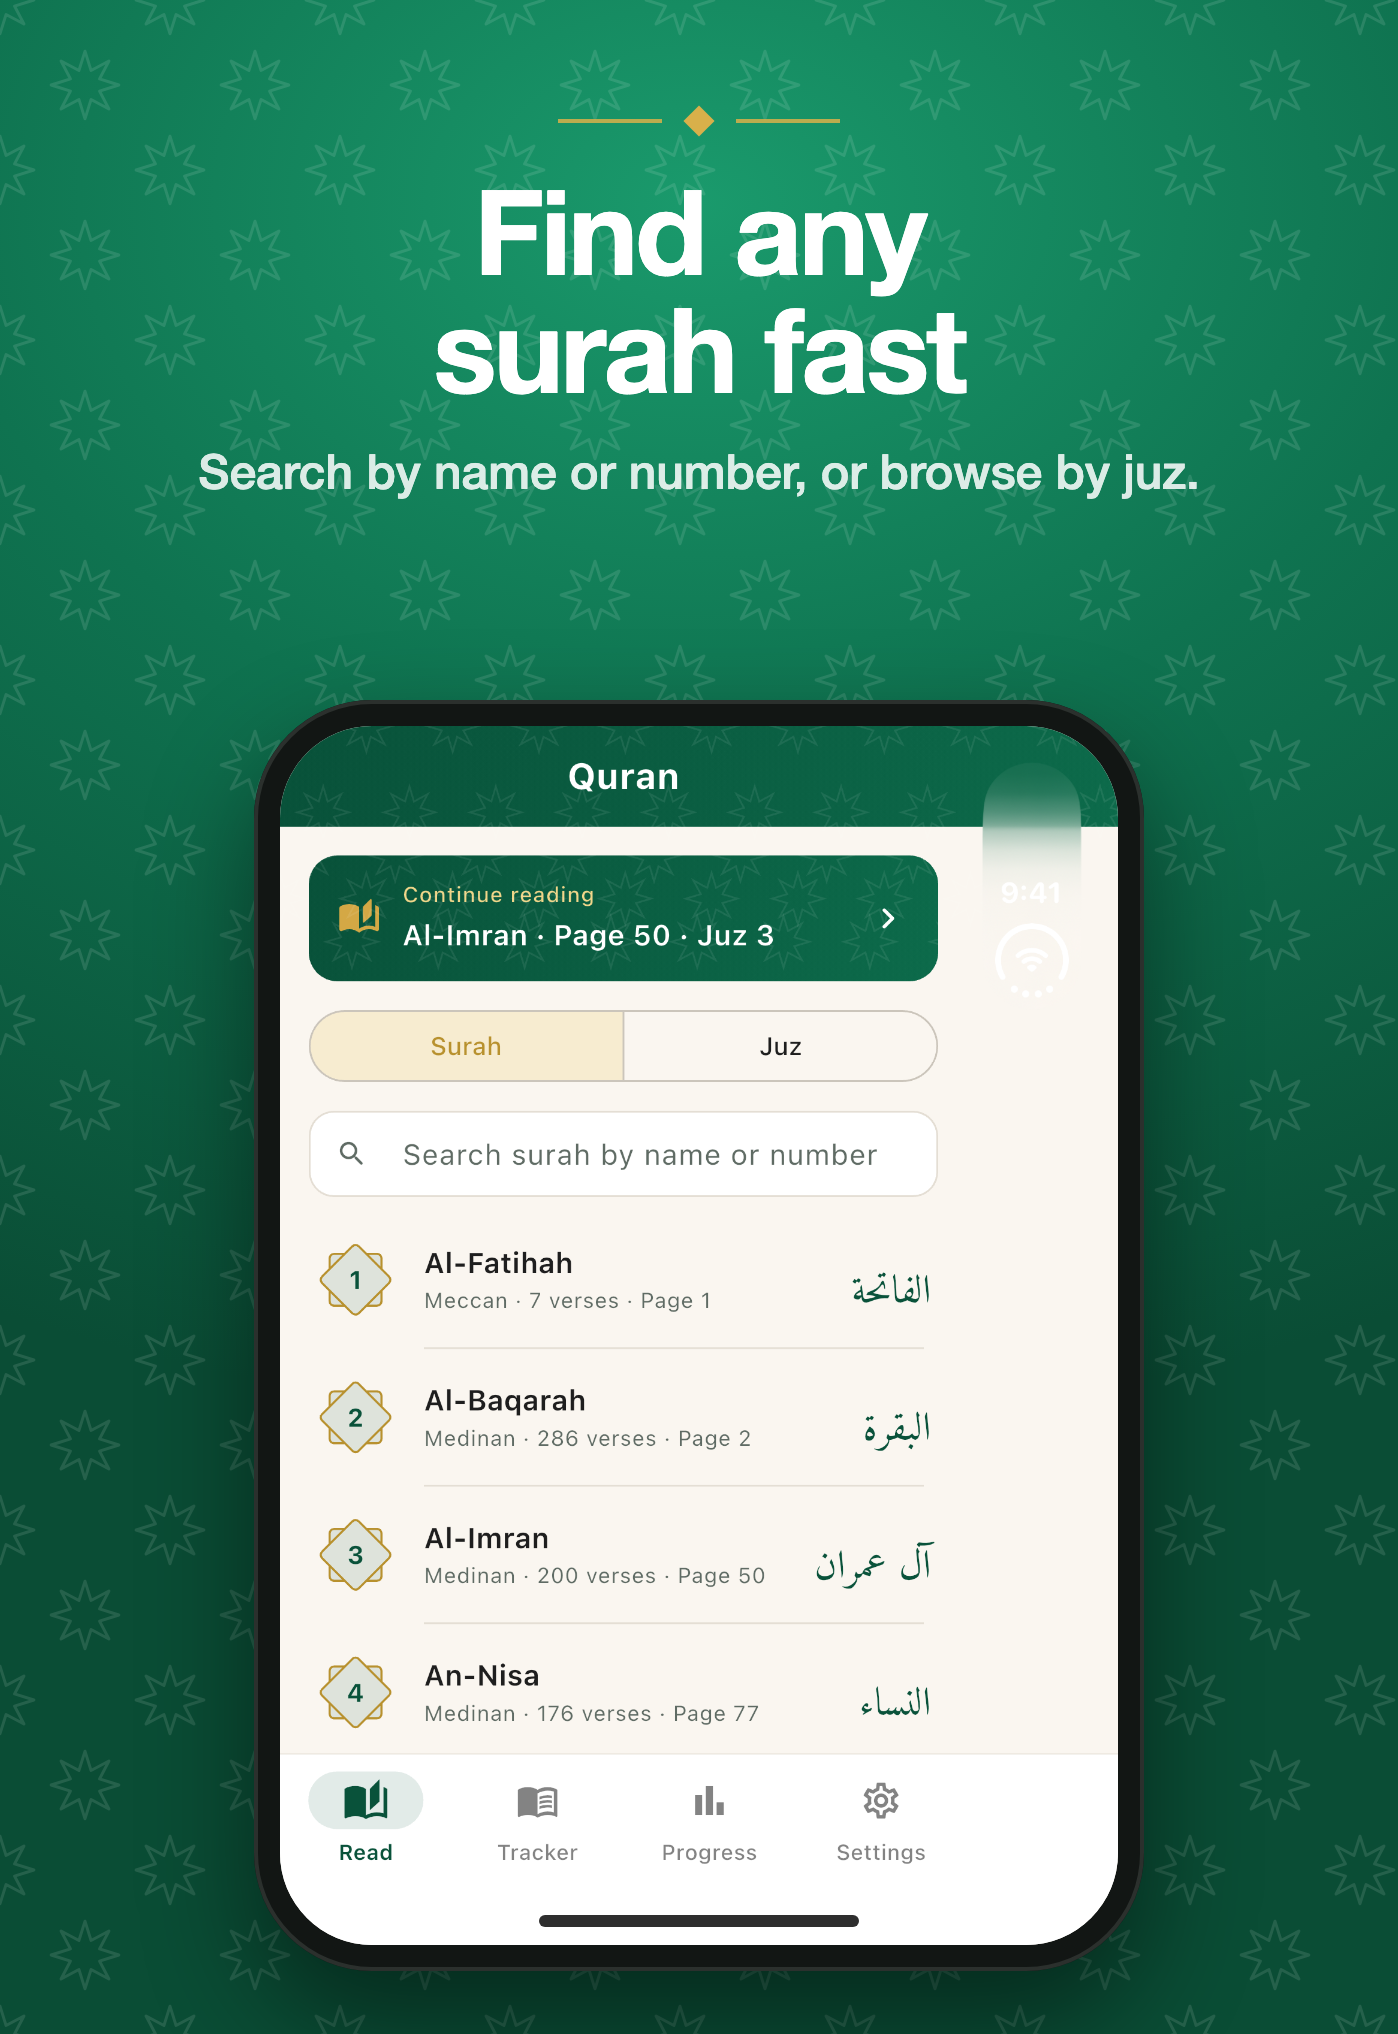 Find any
surah fast
Search by name or number, or browse by juz.
Quran
9:41
Continue reading
Al-Imran · Page 50 · Juz 3
Surah
Juz
Search surah by name or number
1
Al-Fatihah
Meccan · 7 verses · Page 1
الفاتحة
2
Al-Baqarah
Medinan · 286 verses · Page 2
البقرة
3
Al-Imran
Medinan · 200 verses · Page 50
آل عمران
4
An-Nisa
Medinan · 176 verses · Page 77
النساء
Read
Tracker
Progress
Settings